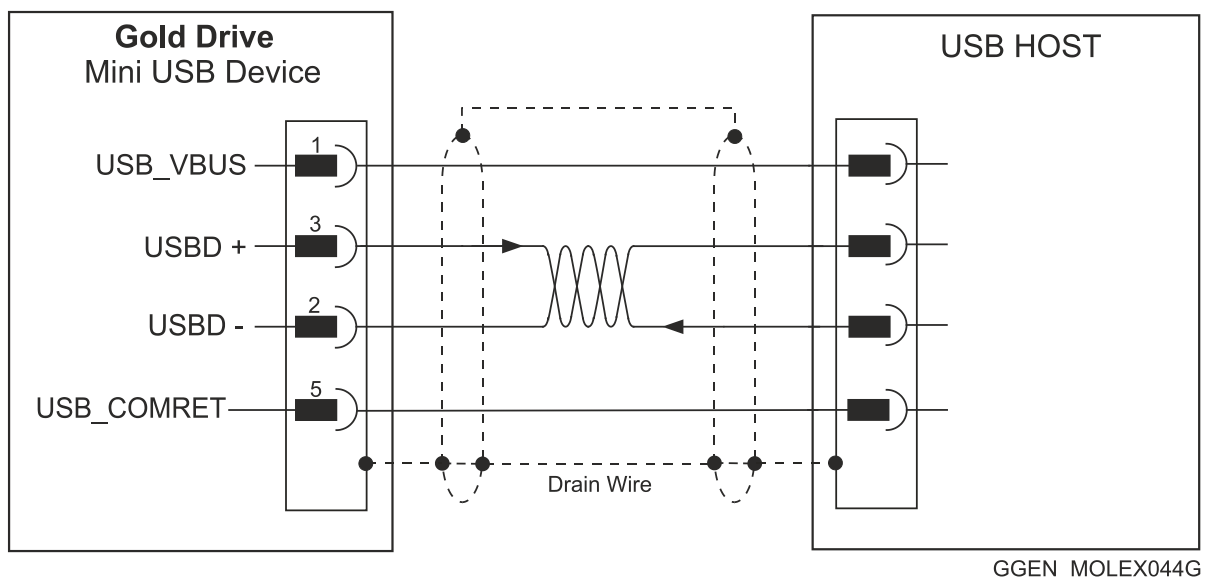 Gold Drive
Mini USB Device
USB HOST
USB_VBUS
1
USBD +
3
USBD -
2
USB_COMRET
5
Drain Wire
GGEN MOLEX044G